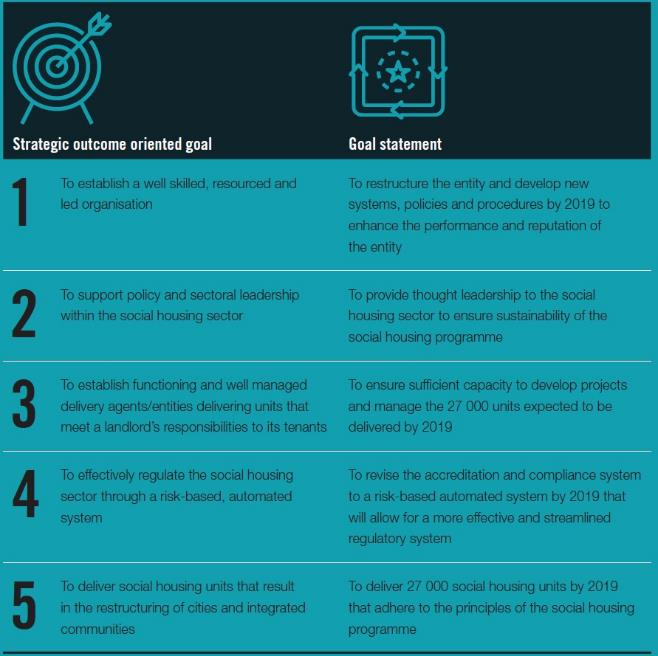 Strategic outcome oriented goal
Goal statement
1
To establish a well skilled, resourced and
led organisation
To restructure the entity and develop new
systems, policies and procedures by 2019 to
enhance the performance and reputation of
the entity
2
To support policy and sectoral leadership
within the social housing sector
To provide thought leadership to the social
housing sector to ensure sustainability of the
social housing programme
3
To establish functioning and well managed
delivery agents/entities delivering units that
meet a landlord's responsibilities to its tenants
To ensure sufficient capacity to develop projects
and manage the 27 000 units expected to be
delivered by 2019
4
To effectively regulate the social housing
sector through a risk-based, automated
system
To revise the accreditation and compliance system
to a risk-based automated system by 2019 that
will allow for a more effective and streamlined
regulatory system
5
To deliver social housing units that result
in the restructuring of cities and integrated
communities
To deliver 27 000 social housing units by 2019
that adhere to the principles of the social housing
programme